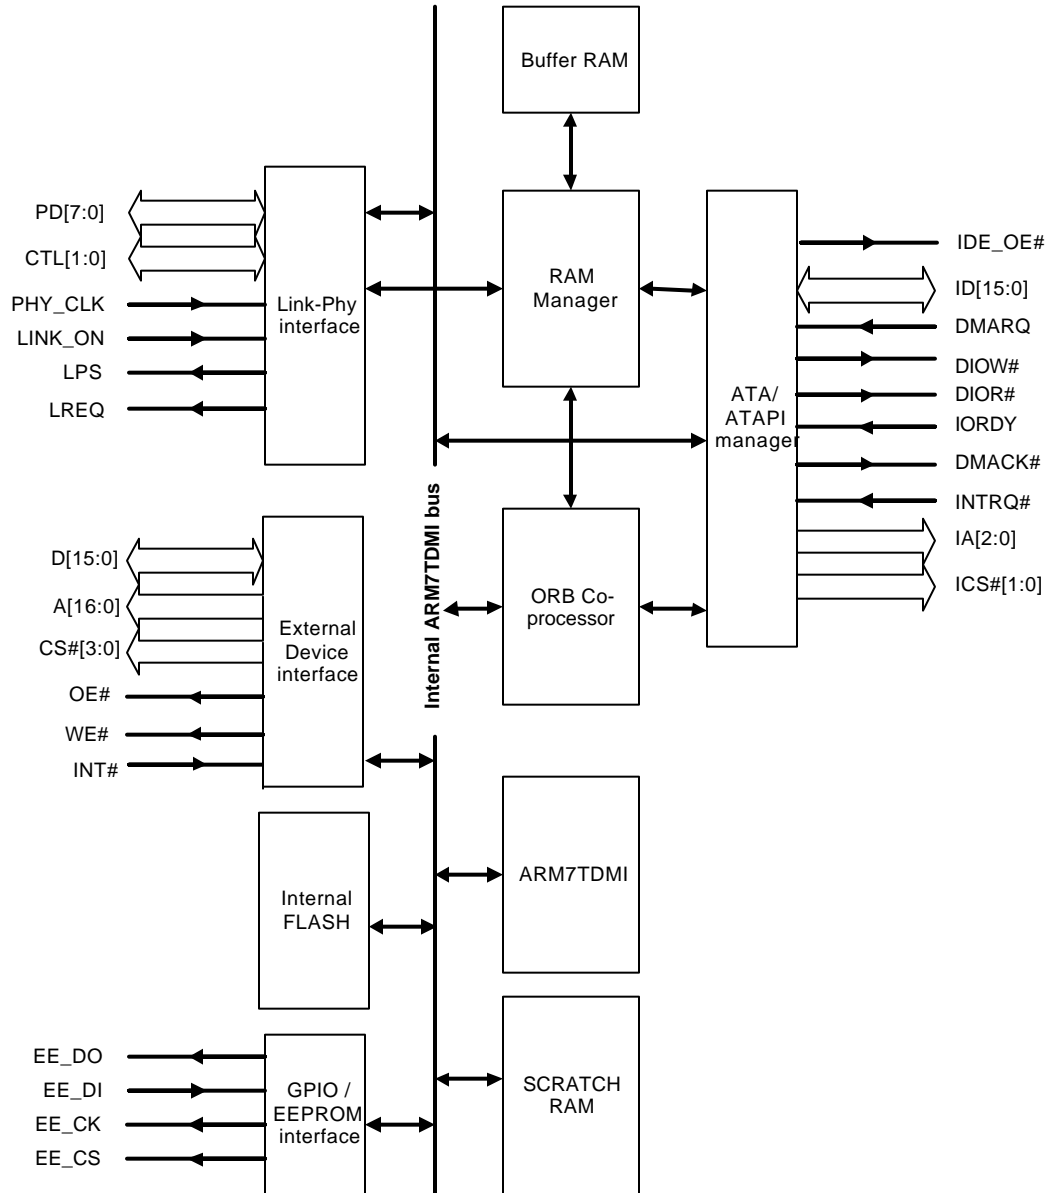 Buffer RAM
PD[7:0]
CTL[1:0]
PHY_CLK
LINK_ON
LPS
LREQ
Link-Phy
interface
RAM
Manager
ATA/
ATAPI
manager
IDE_OE#
ID[15:0]
DMARQ
DIOW#
DIOR#
IORDY
DMACK#
INTRQ#
IA[2:0]
ICS#[1:0]
Internal ARM7TDMI bus
D[15:0]
A[16:0]
CS#[3:0]
OE#
WE#
INT#
External
Device
interface
ORB Co-
processor
Internal
FLASH
ARM7TDMI
EE_DO
EE_DI
EE_CK
EE_CS
GPIO /
EEPROM
interface
SCRATCH
RAM